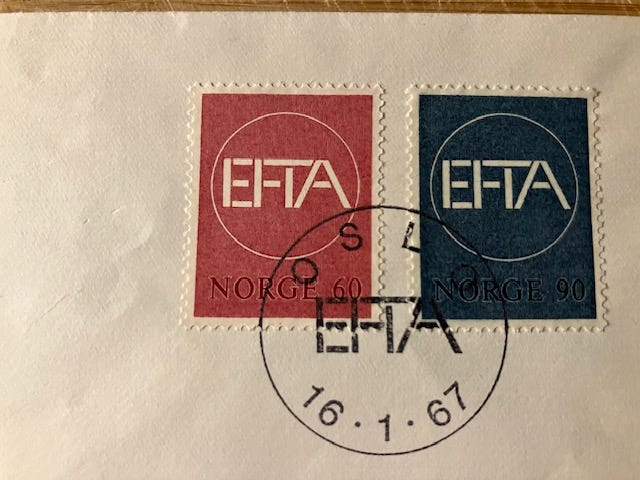 EFTA
NORGE 60
EFTA
NORGE 90
OSLO
EFTA
16.1.67